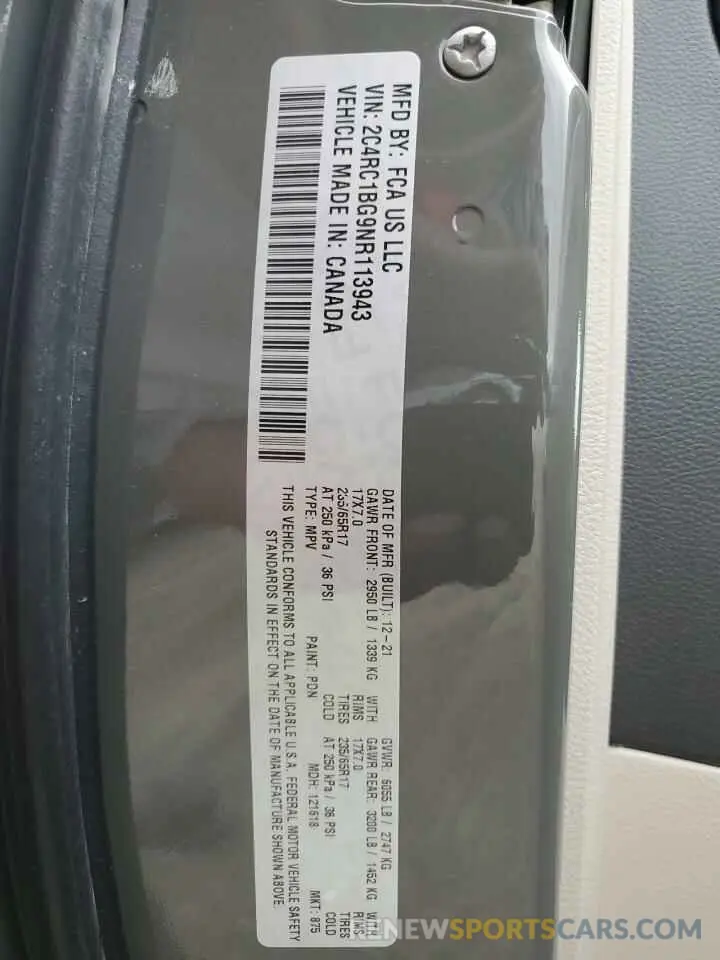 MFD BY: FCA US LLC
VIN: 2C4RC1BG9NR113943
VEHICLE MADE IN: CANADA
DATE OF MFR (BUILT): 12-21 GVWR: 6055 LB / 2747 KG
GAWR FRONT: 2950 LB / 1339 KG WITH GAWR REAR: 3200 LB / 1452 KG WITH
17X7.0 RIMS 17X7.0 RIMS
235/65R17 TIRES 235/65R17 TIRES
AT 250 kPa / 36 PSI COLD AT 250 kPa / 36 PSI COLD
TYPE: MPV PAINT: PDN MDH: 121618 MKT: 875
THIS VEHICLE CONFORMS TO ALL APPLICABLE U.S.A. FEDERAL MOTOR VEHICLE SAFETY
STANDARDS IN EFFECT ON THE DATE OF MANUFACTURE SHOWN ABOVE.
RENEWSPORTSCARS.COM